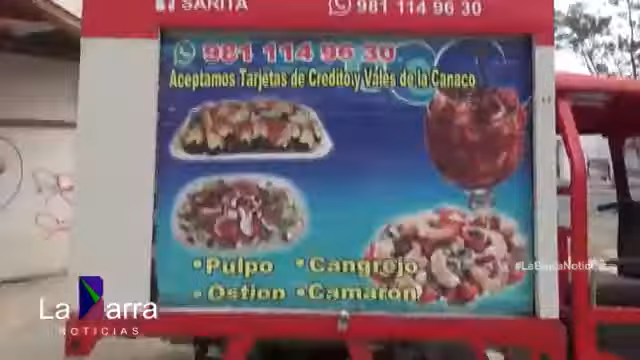 SARITA
981 114 96 30
981 114 96 30
Aceptamos Tarjetas de Credito y Vales de la Canaco
•Pulpo •Cangrejo
•Ostion •Camaron
La Barra
NOTICIAS